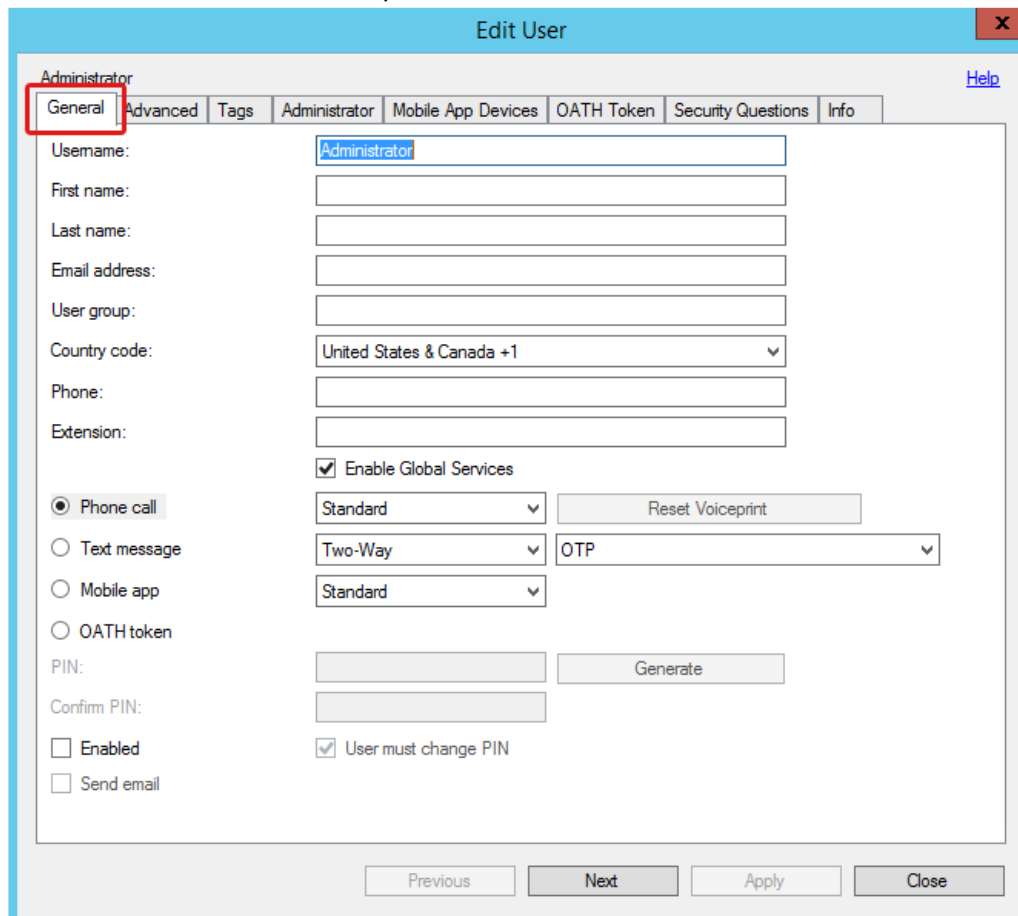 Edit User
x
Administrator Help
General Advanced Tags Administrator Mobile App Devices OATH Token Security Questions Info
Username: Administrator
First name:
Last name:
Email address:
User group:
Country code: United States & Canada +1
Phone:
Extension:
Enable Global Services
Phone call Standard Reset Voiceprint
Text message Two-Way OTP
Mobile app Standard
OATH token
PIN: Generate
Confirm PIN:
Enabled User must change PIN
Send email
Previous Next Apply Close